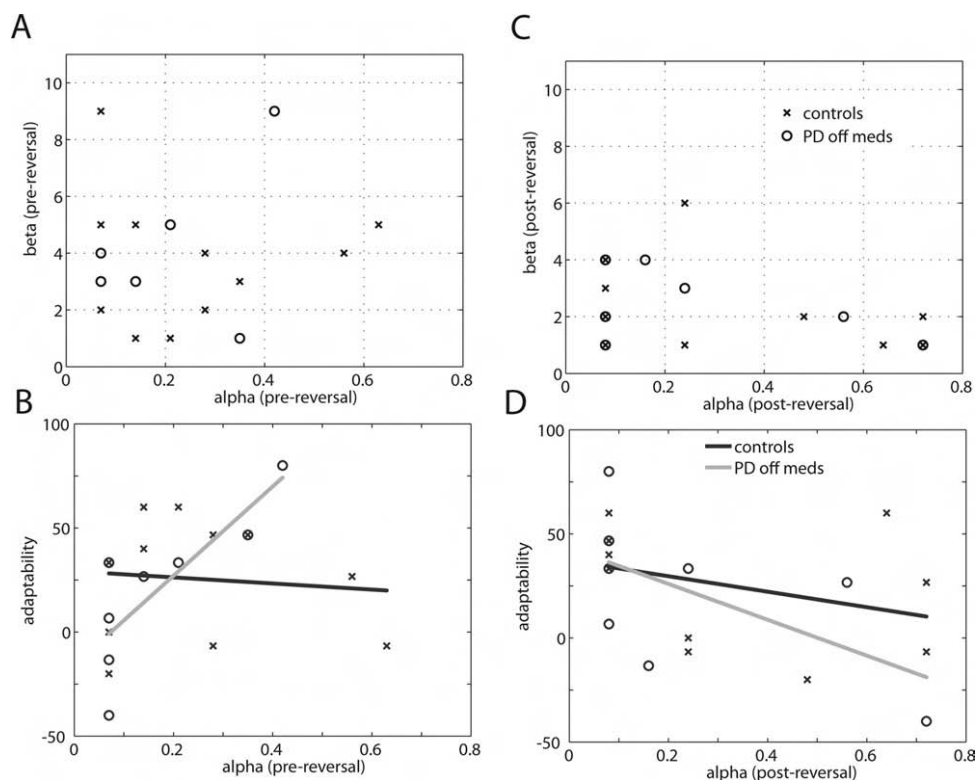 A
beta (pre-reversal)
10
8
6
4
2
0
0 0.2 0.4 0.6 0.8
alpha (pre-reversal)
C
beta (post-reversal)
10
8
6
4
2
0
controls
PD off meds
0 0.2 0.4 0.6 0.8
alpha (post-reversal)
B
adaptability
100
50
0
-50
0 0.2 0.4 0.6 0.8
alpha (pre-reversal)
D
adaptability
100
50
0
-50
controls
PD off meds
0 0.2 0.4 0.6 0.8
alpha (post-reversal)